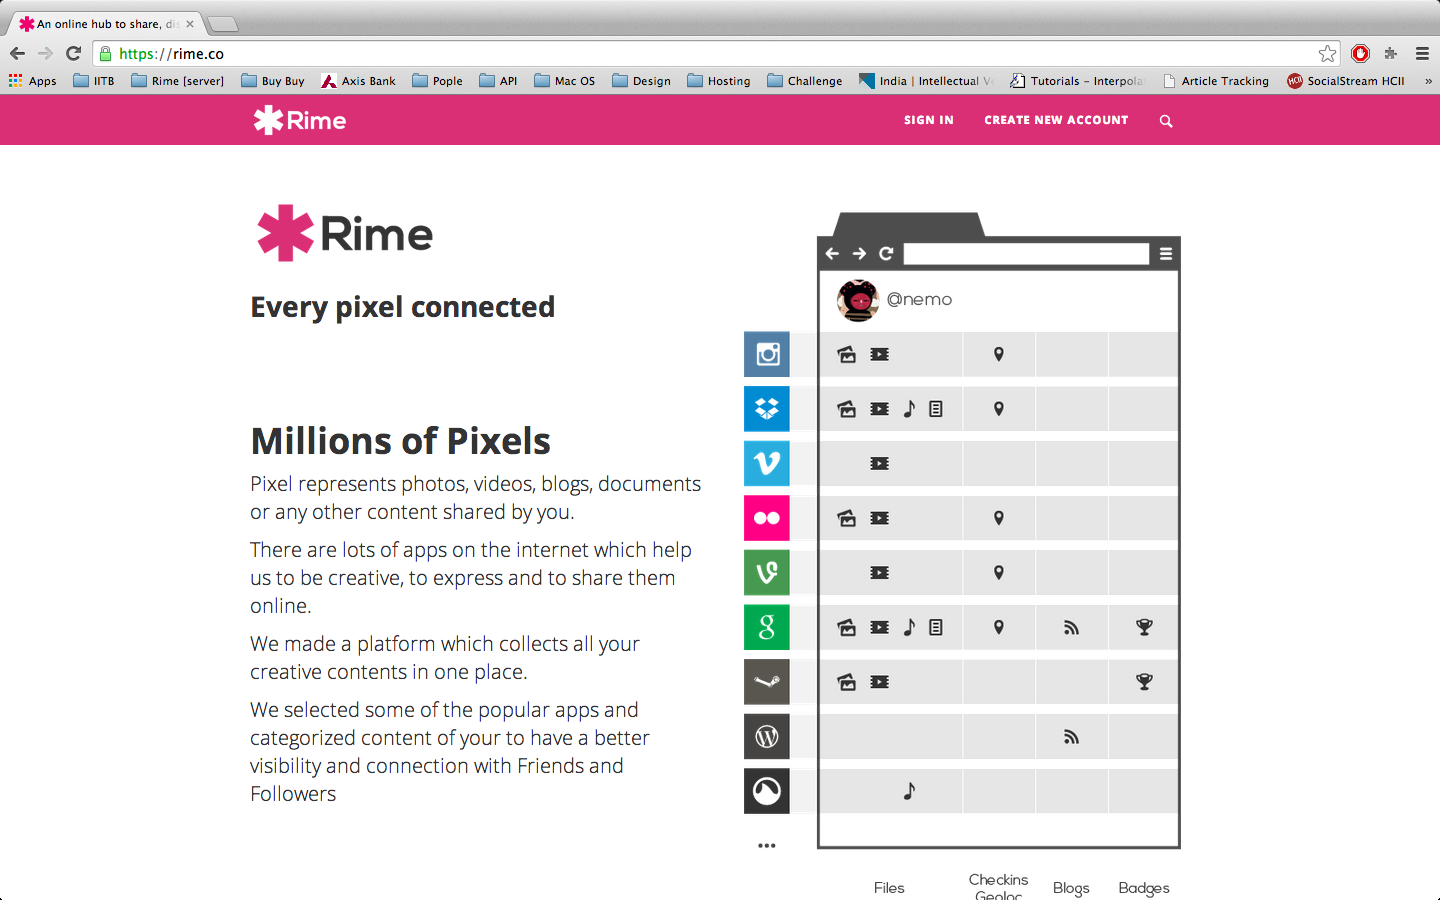 An online hub to share, dis
https://rime.co
Apps IITB Rime [server] Buy Buy Axis Bank Pople API Mac OS Design Hosting Challenge India | Intellectual Ve Tutorials – Interpola Article Tracking SocialStream HCII »
Rime SIGN IN CREATE NEW ACCOUNT
Rime
Every pixel connected
Millions of Pixels
Pixel represents photos, videos, blogs, documents
or any other content shared by you.
There are lots of apps on the internet which help
us to be creative, to express and to share them
online.
We made a platform which collects all your
creative contents in one place.
We selected some of the popular apps and
categorized content of your to have a better
visibility and connection with Friends and
Followers
@nemo
...
Files
Checkins
Geoloc
Blogs
Badges